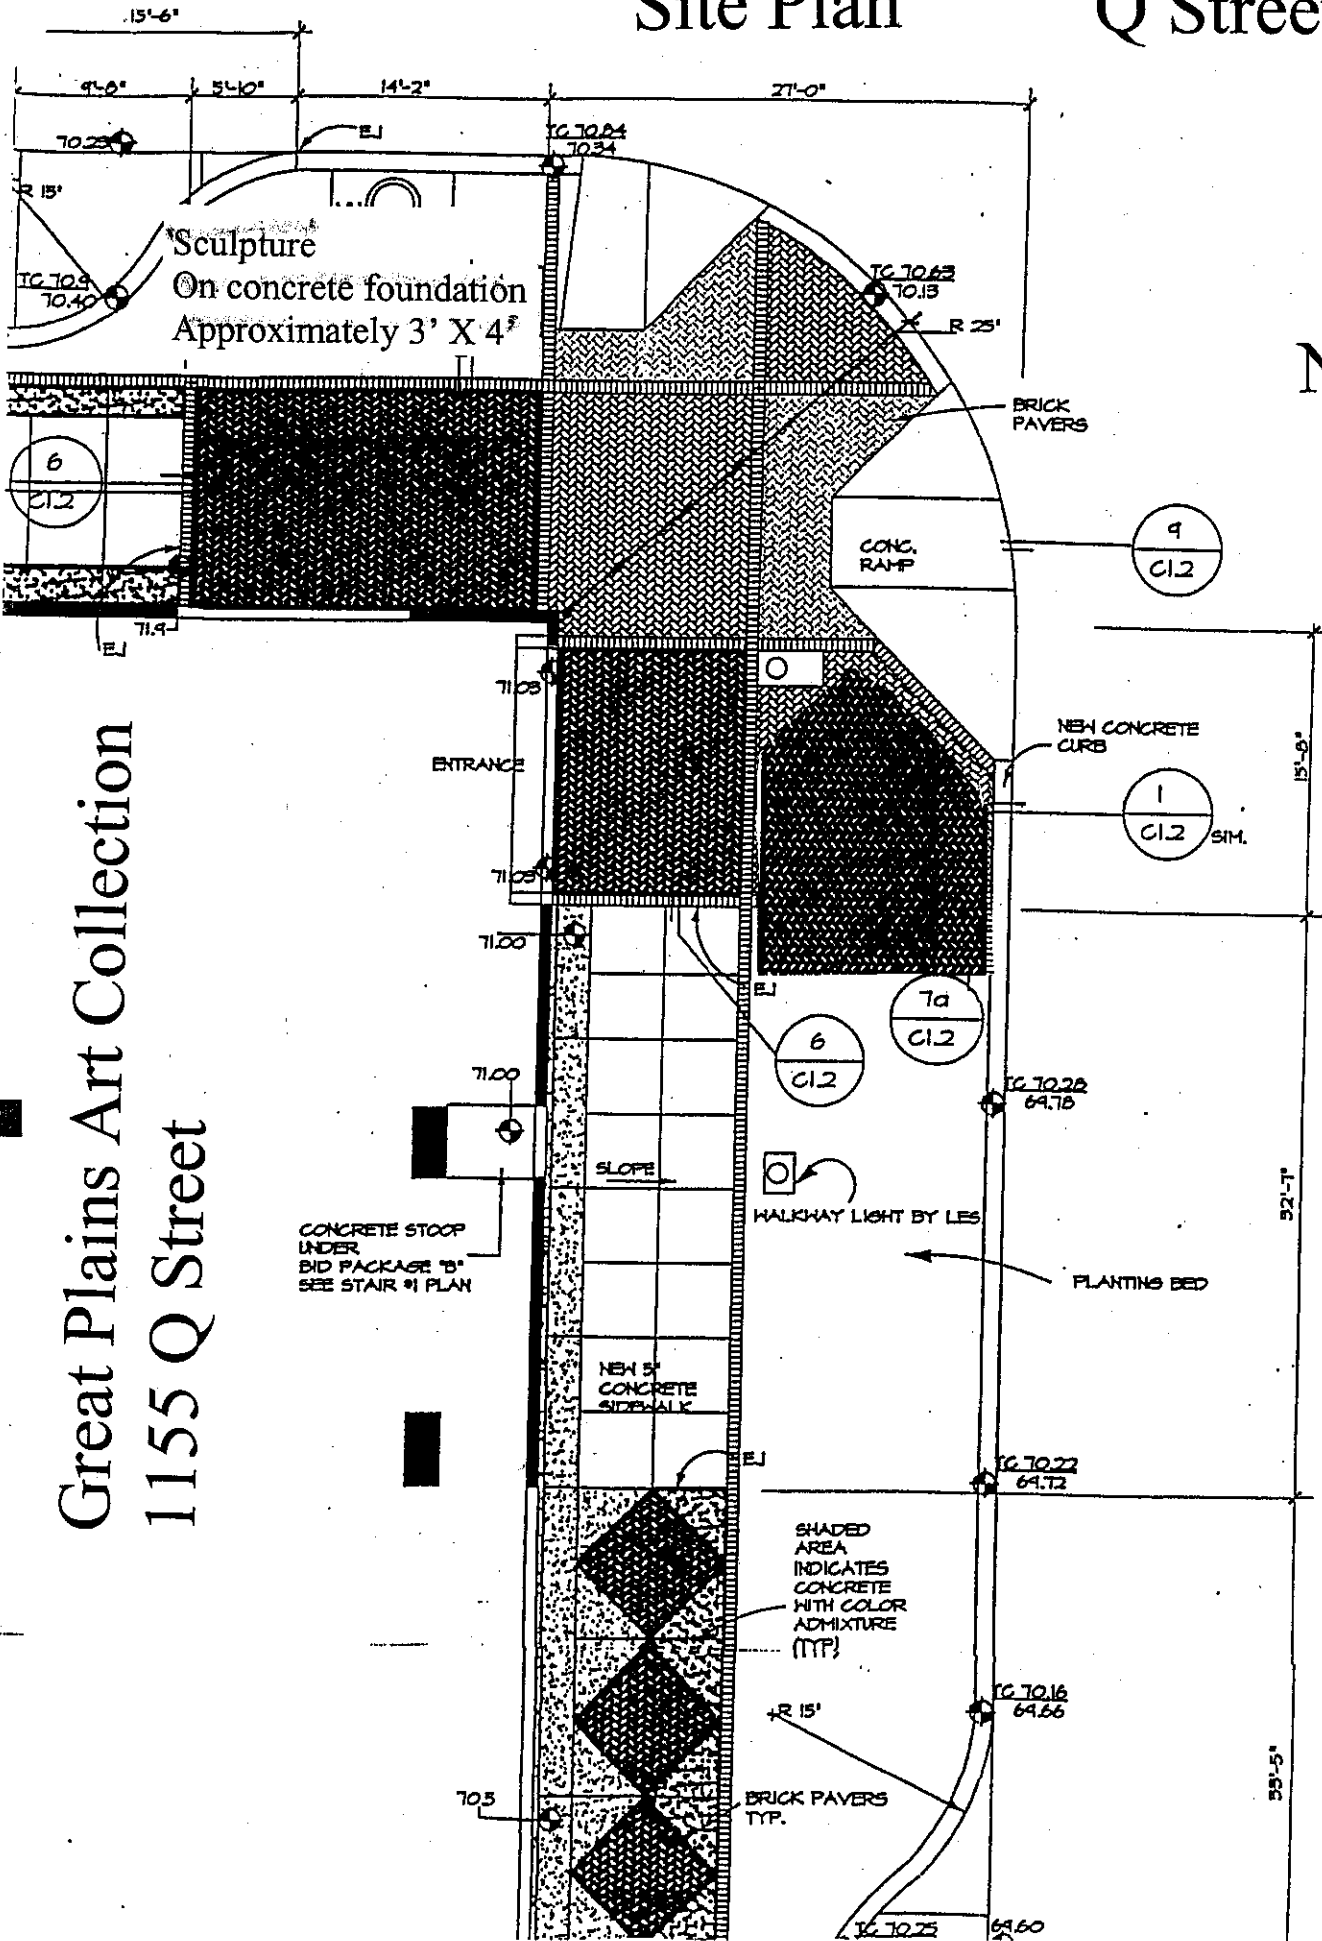 Site Plan
Q Stree
15'-6"
9'-8"
5'-10"
14'-2"
27'-0"
EJ
TC 70.84
70.34
R 15'
Sculpture
On concrete foundation
Approximately 3' X 4'
TC 70.9
70.40
TC 70.63
70.13
R 25'
N
BRICK
PAVERS
6
C1.2
CONC.
RAMP
9
C1.2
71.9
EJ
71.03
ENTRANCE
71.03
NEW CONCRETE
CURB
15'-8"
1
C1.2
SIM.
Great Plains Art Collection
1155 Q Street
71.00
EJ
6
C1.2
7a
C1.2
71.00
TC 70.28
69.78
SLOPE
WALKWAY LIGHT BY LES
CONCRETE STOOP
UNDER
BID PACKAGE "B"
SEE STAIR #1 PLAN
PLANTING BED
32'-7"
NEW 5"
CONCRETE
SIDEWALK
EJ
TC 70.22
69.72
SHADED
AREA
INDICATES
CONCRETE
WITH COLOR
ADMIXTURE
(TYP)
TC 70.16
69.66
R 15'
70.3
BRICK PAVERS
TYP.
33'-5"
TC 70.25
69.60